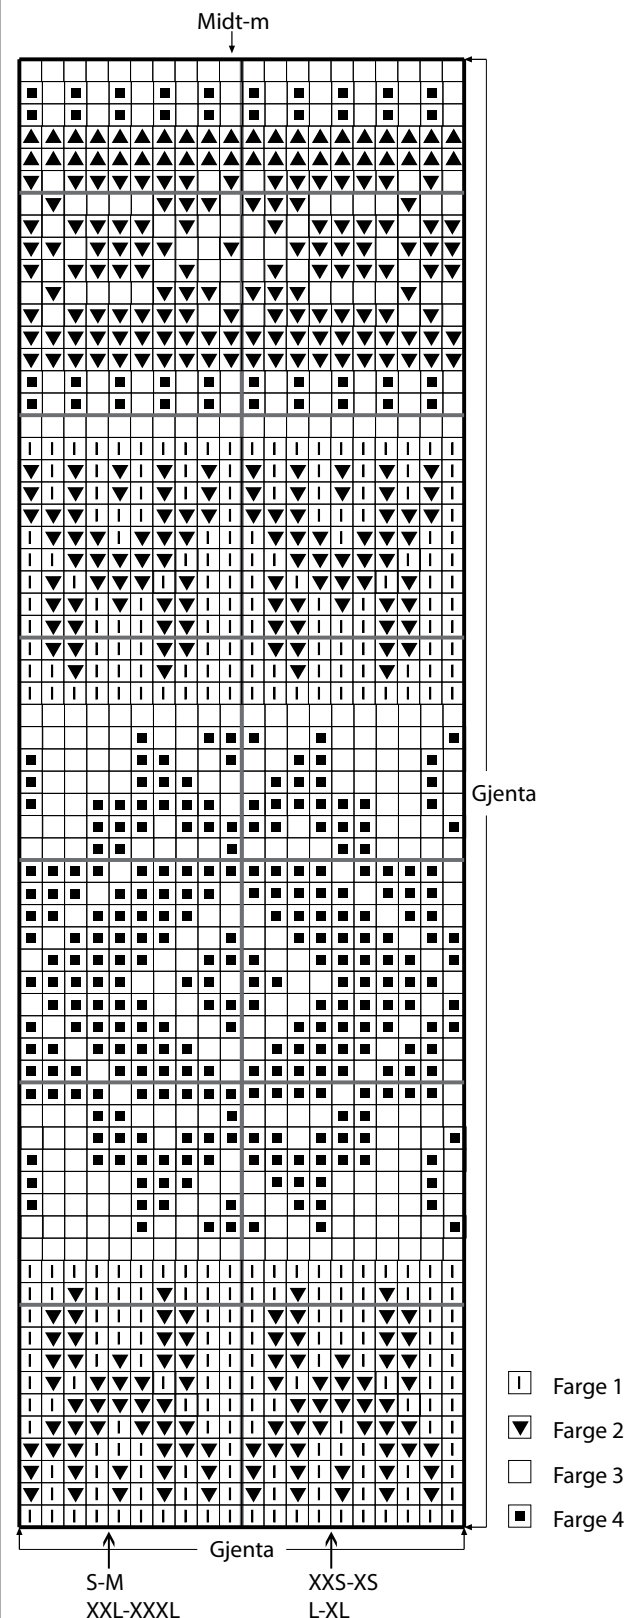 Midt-m
Gjenta
Farge 1
Farge 2
Farge 3
Farge 4
Gjenta
S-M
XXL-XXXL
XXS-XS
L-XL